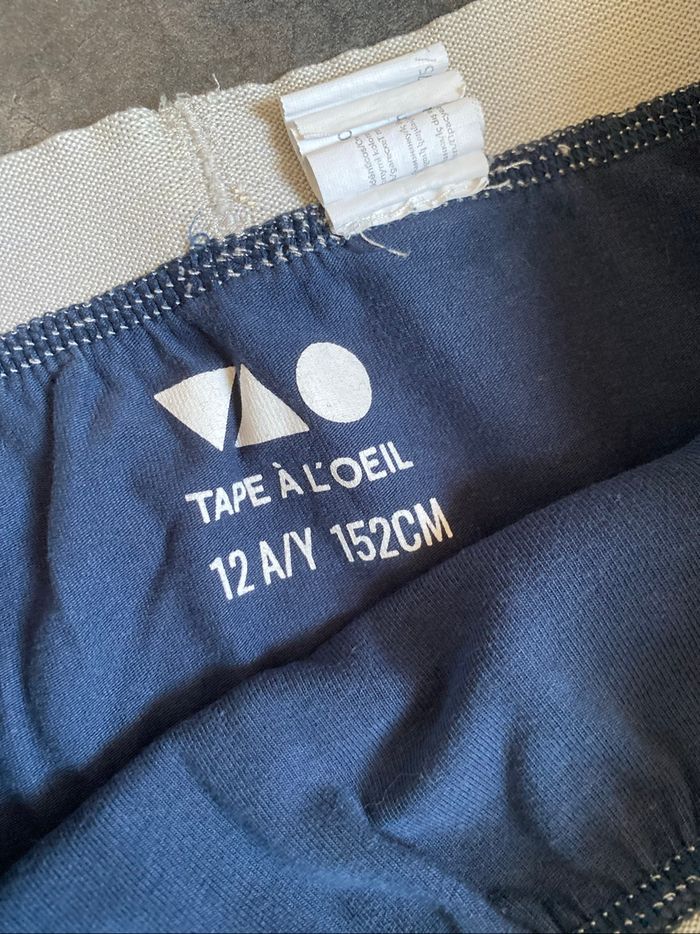 TAPE À L'OEIL
12 A/Y 152CM